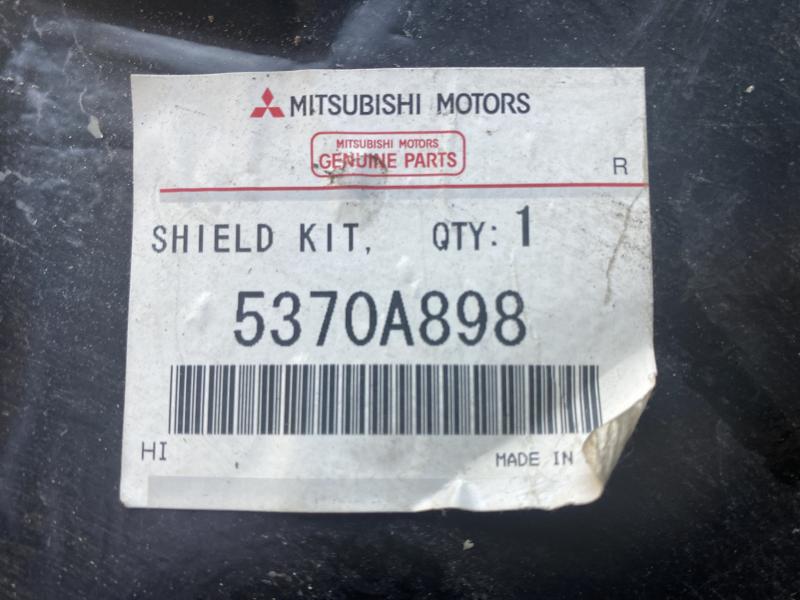 MITSUBISHI MOTORS
MITSUBISHI MOTORS
GENUINE PARTS
R
SHIELD KIT, QTY: 1
5370A898
HI
MADE IN